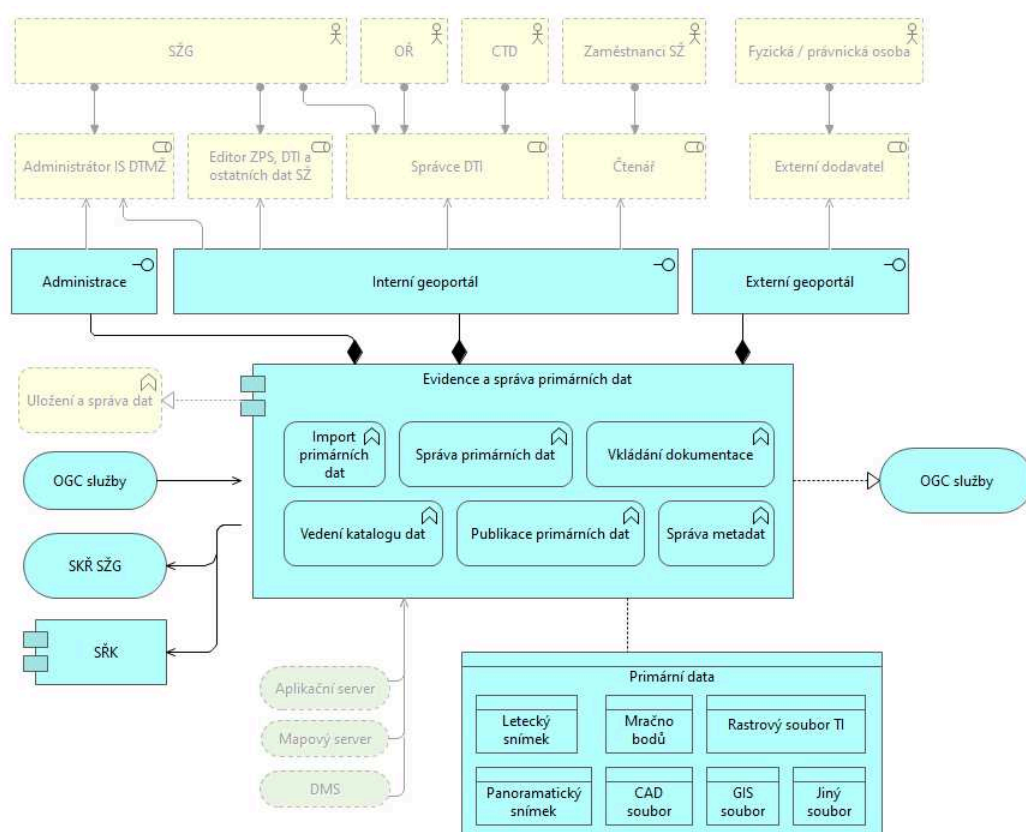 SŽG
OŘ
CTD
Zaměstnanci SŽ
Fyzická / právnická osoba
Administrátor IS DTMŽ
Editor ZPS, DTI a
ostatních dat SŽ
Správce DTI
Čtenář
Externí dodavatel
Administrace
Interní geoportál
Externí geoportál
Evidence a správa primárních dat
Uložení a správa dat
Import
primárních
dat
Správa primárních dat
Vkládání dokumentace
OGC služby
OGC služby
Vedení katalogu dat
Publikace primárních dat
Správa metadat
SKŘ SŽG
SŘK
Aplikační server
Mapový server
DMS
Primární data
Letecký
snímek
Mračno
bodů
Rastrový soubor TI
Panoramatický
snímek
CAD
soubor
GIS
soubor
Jiný
soubor